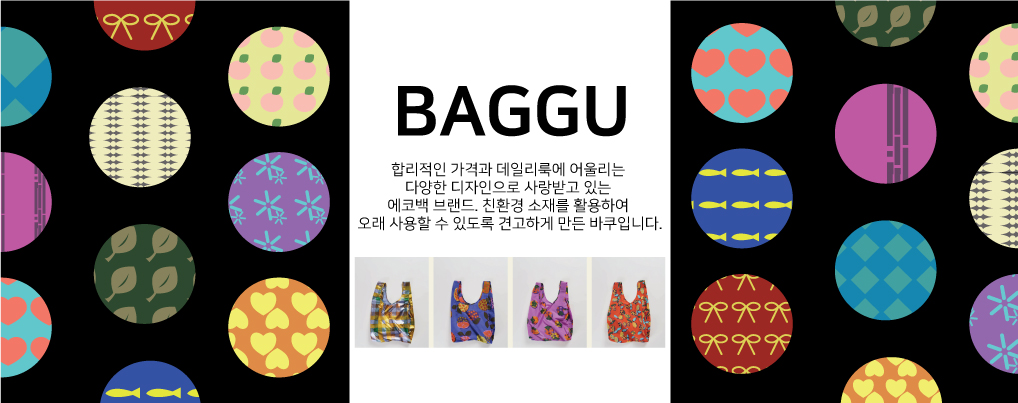 BAGGU
합리적인 가격과 데일리룩에 어울리는
다양한 디자인으로 사랑받고 있는
에코백 브랜드. 친환경 소재를 활용하여
오래 사용할 수 있도록 견고하게 만든 바쿠입니다.